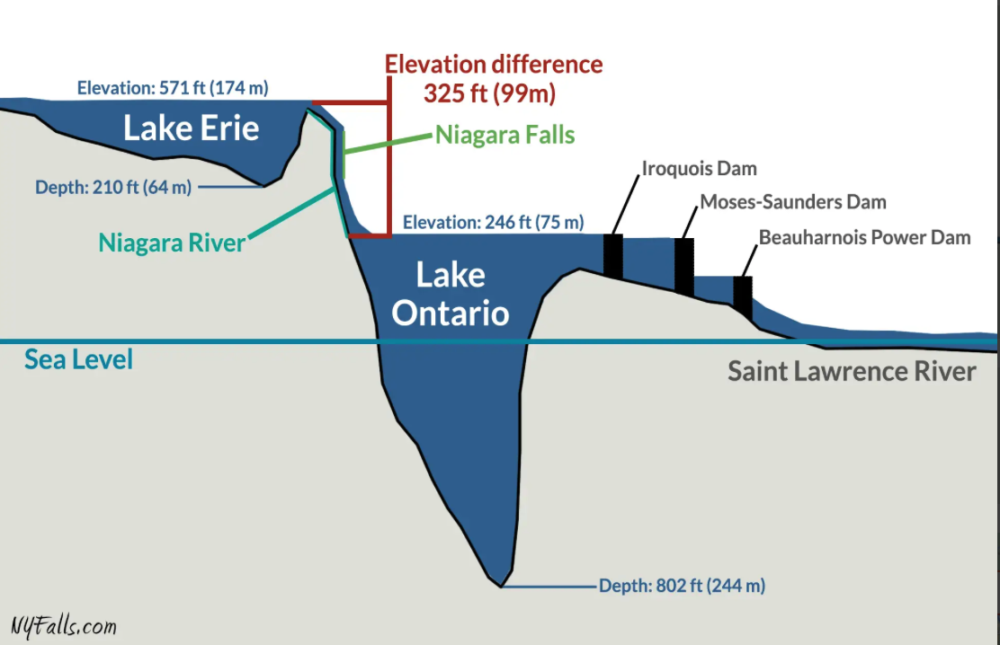 Elevation difference
325 ft (99m)
Elevation: 571 ft (174 m)
Lake Erie
Niagara Falls
Iroquois Dam
Depth: 210 ft (64 m)
Moses-Saunders Dam
Elevation: 246 ft (75 m)
Beauharnois Power Dam
Niagara River
Lake
Ontario
Sea Level
Saint Lawrence River
Depth: 802 ft (244 m)
NYFalls.com